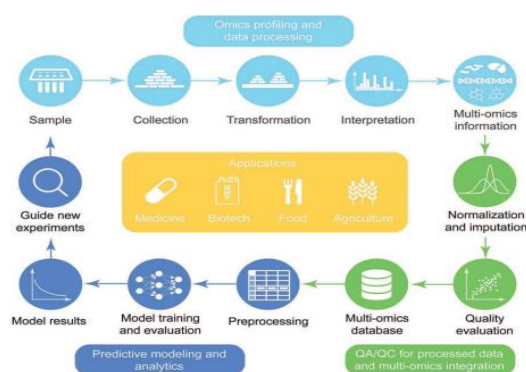 Omics profiling and
data processing
Sample
Collection
Transformation
Interpretation
Multi-omics
information
Applications
Medicine
Biotech
Food
Agriculture
Guide new
experiments
Normalization
and imputation
Model results
Model training
and evaluation
Preprocessing
Multi-omics
database
Quality
evaluation
Predictive modeling and
analytics
QA/QC for processed data
and multi-omics integration